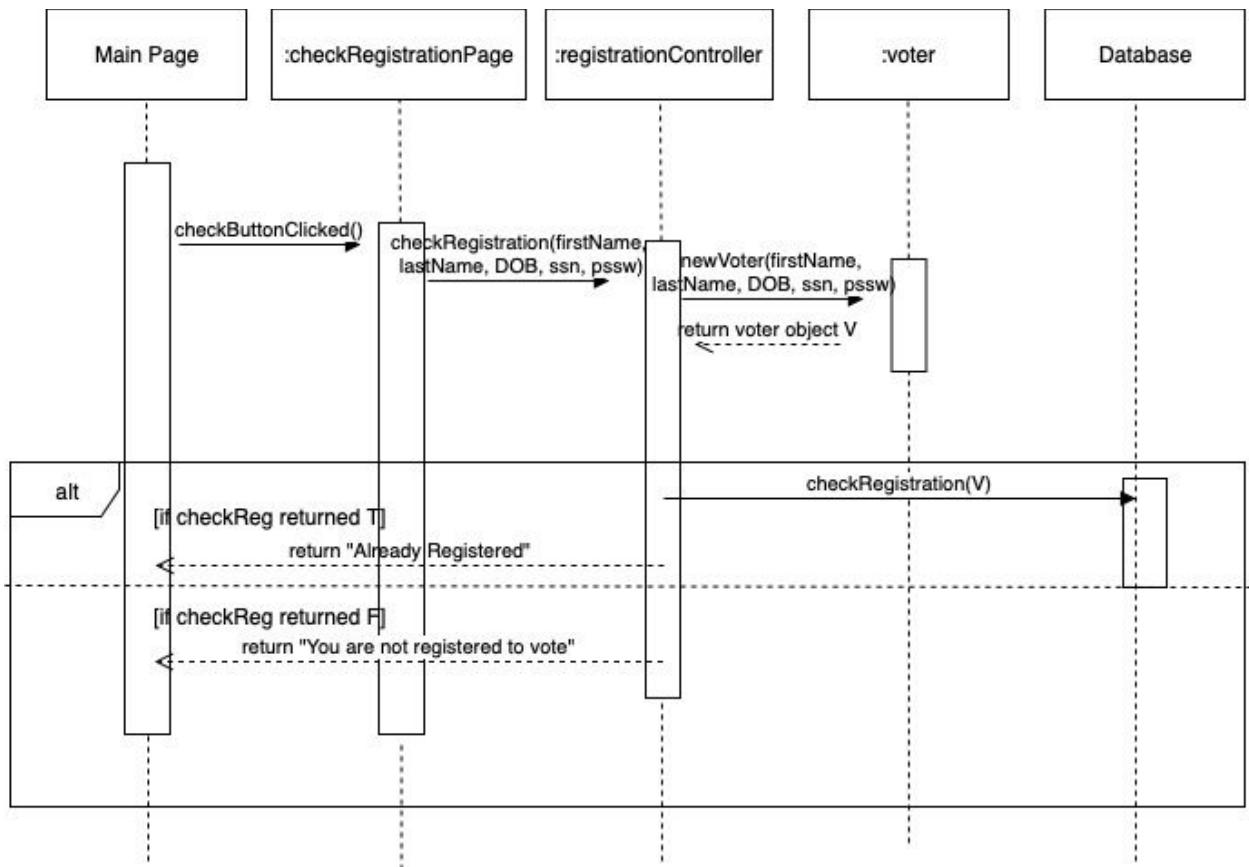 Main Page
:checkRegistrationPage
:registrationController
:voter
Database
checkButtonClicked()
checkRegistration(firstName,
lastName, DOB, ssn, pssw)
newVoter(firstName,
lastName, DOB, ssn, pssw)
return voter object V
alt
checkRegistration(V)
[if checkReg returned T]
return "Already Registered"
[if checkReg returned F]
return "You are not registered to vote"